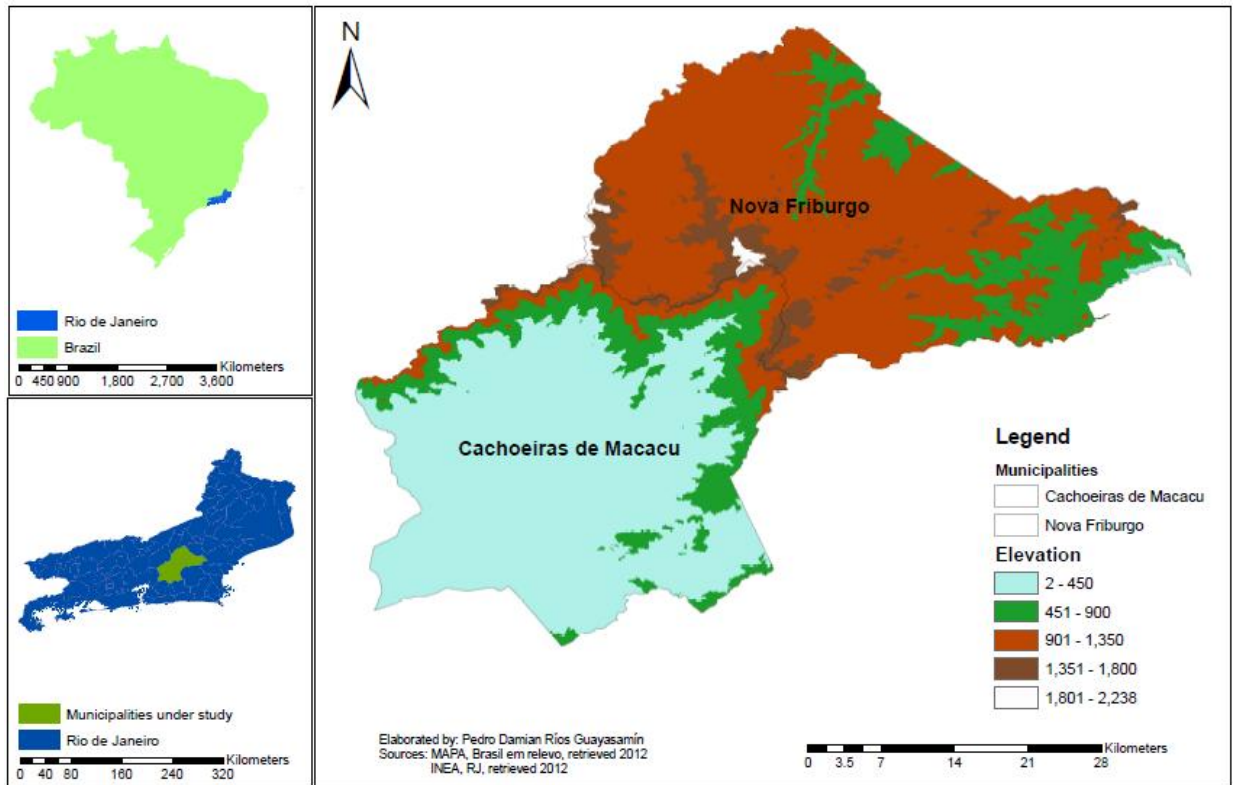 Rio de Janeiro
Brazil
Kilometers
0 450 900 1,800 2,700 3,600
Municipalities under study
Rio de Janeiro
Kilometers
0 40 80 160 240 320
N
Nova Friburgo
Cachoeiras de Macacu
Legend
Municipalities
Cachoeiras de Macacu
Nova Friburgo
Elevation
2 - 450
451 - 900
901 - 1,350
1,351 - 1,800
1,801 - 2,238
Elaborated by: Pedro Damian Ríos Guayasamín
Sources: MAPA, Brasil em relevo, retrieved 2012
INEA, RJ, retrieved 2012
Kilometers
0 3.5 7 14 21 28